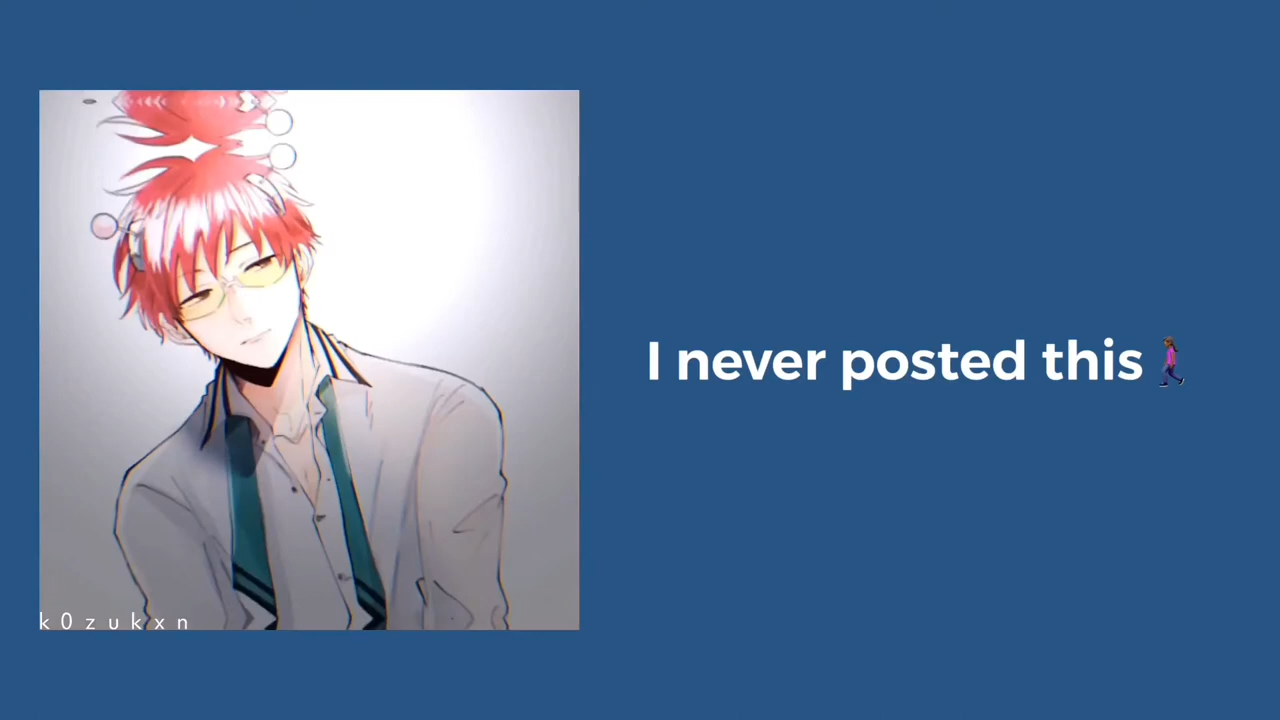 I never posted this 🚶🏾‍♀️
k0zukxn